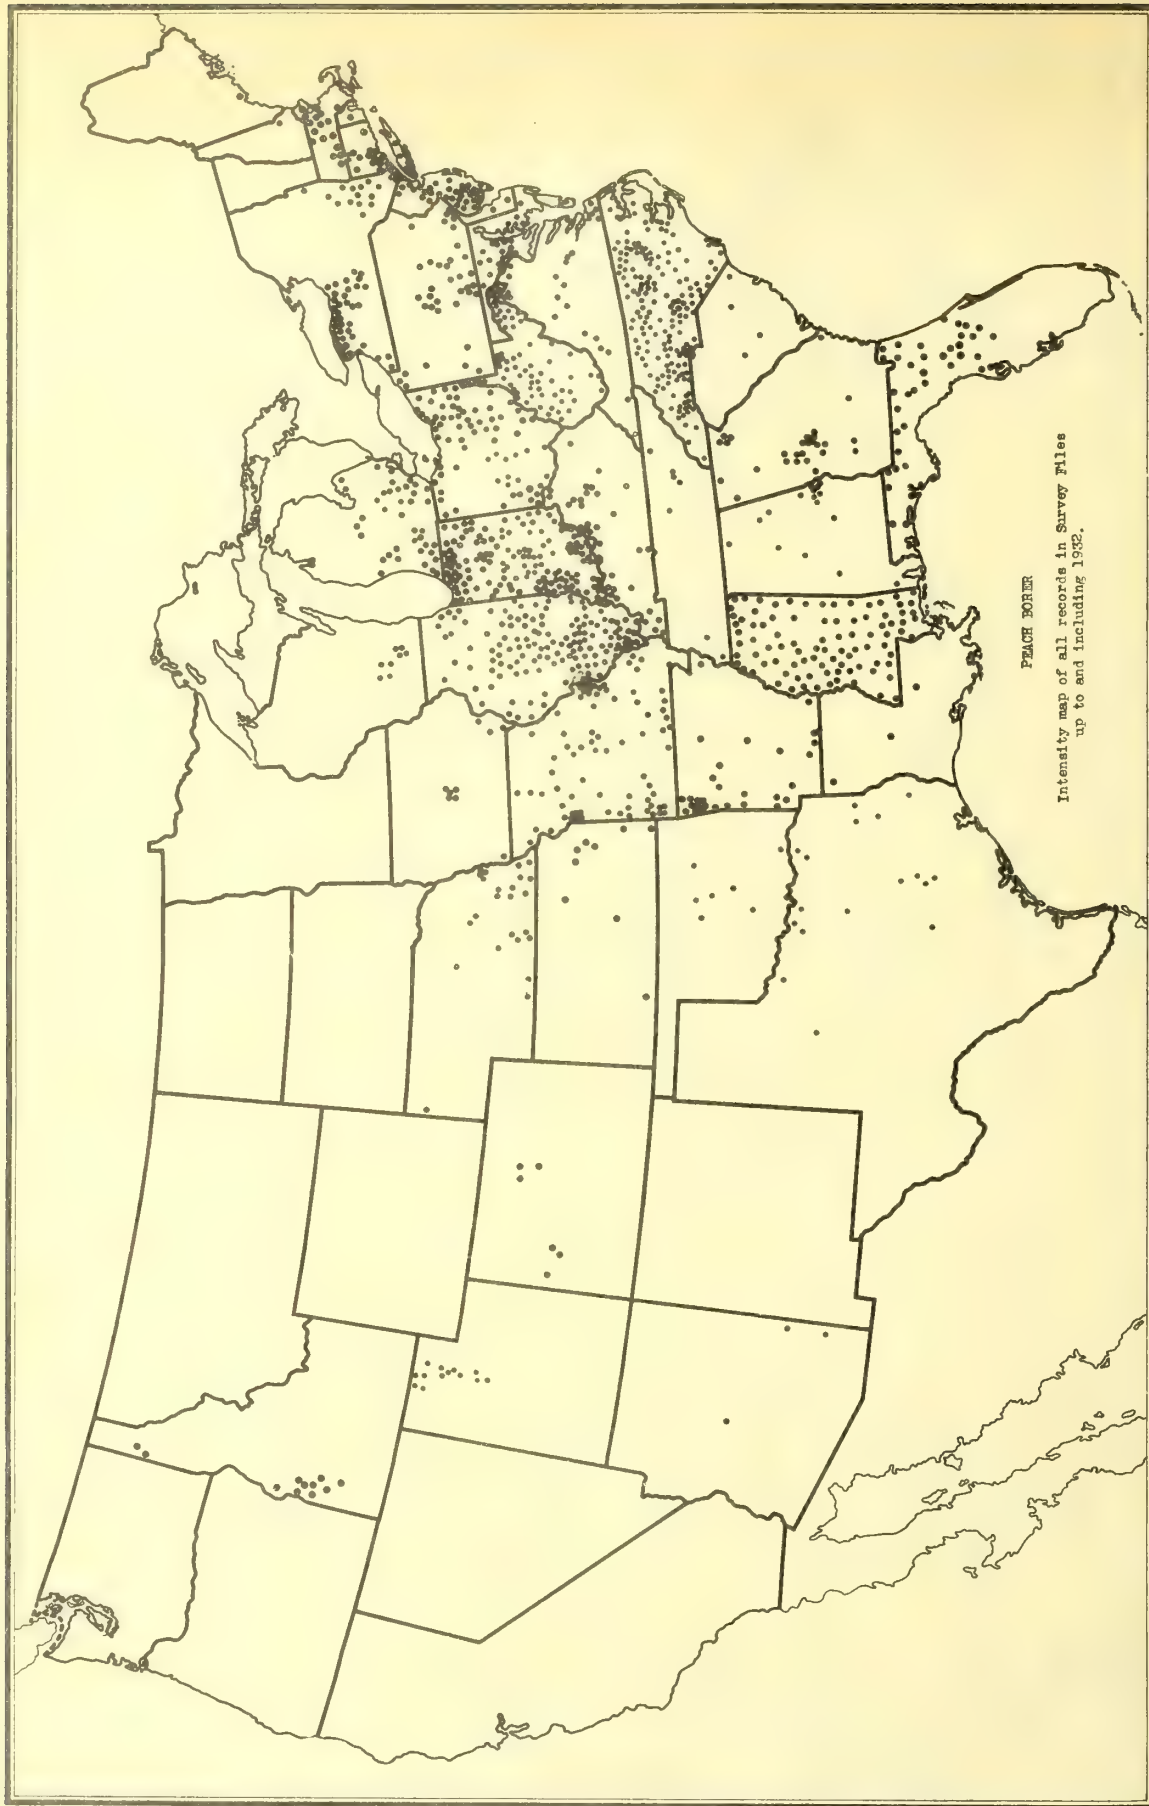 PEACH BORER
Intensity map of all records in Survey Files
up to and including 1932.